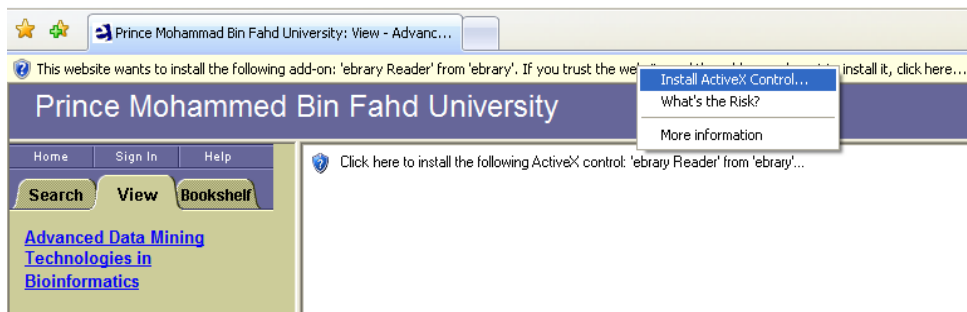 Prince Mohammad Bin Fahd University: View - Advanc...
This website wants to install the following add-on: 'ebrary Reader' from 'ebrary'. If you trust the we install it, click here...
Install ActiveX Control...
What's the Risk?
More information
Prince Mohammed Bin Fahd University
Home Sign In Help
Search View Bookshelf
Click here to install the following ActiveX control: 'ebrary Reader' from 'ebrary'...
Advanced Data Mining
Technologies in
Bioinformatics